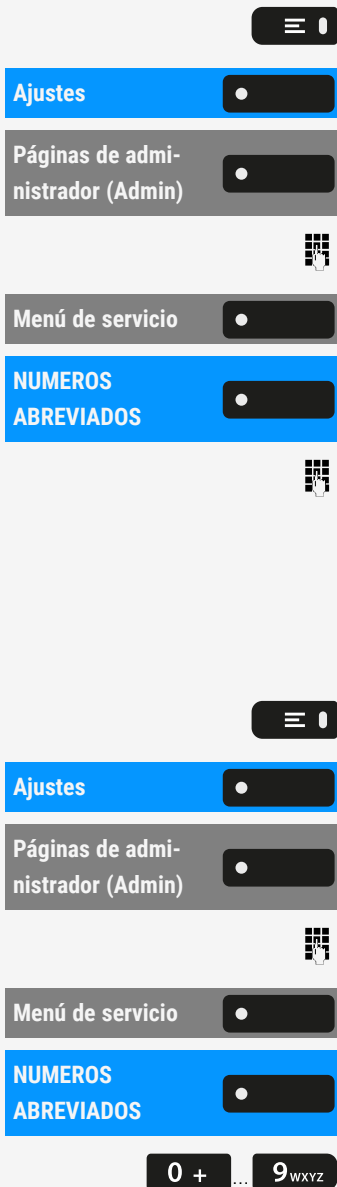 Ajustes
Páginas de admi-
nistrador (Admin)
Menú de servicio
NUMEROS
ABREVIADOS
Ajustes
Páginas de admi-
nistrador (Admin)
Menú de servicio
NUMEROS
ABREVIADOS
0 + ... 9 WXYZ